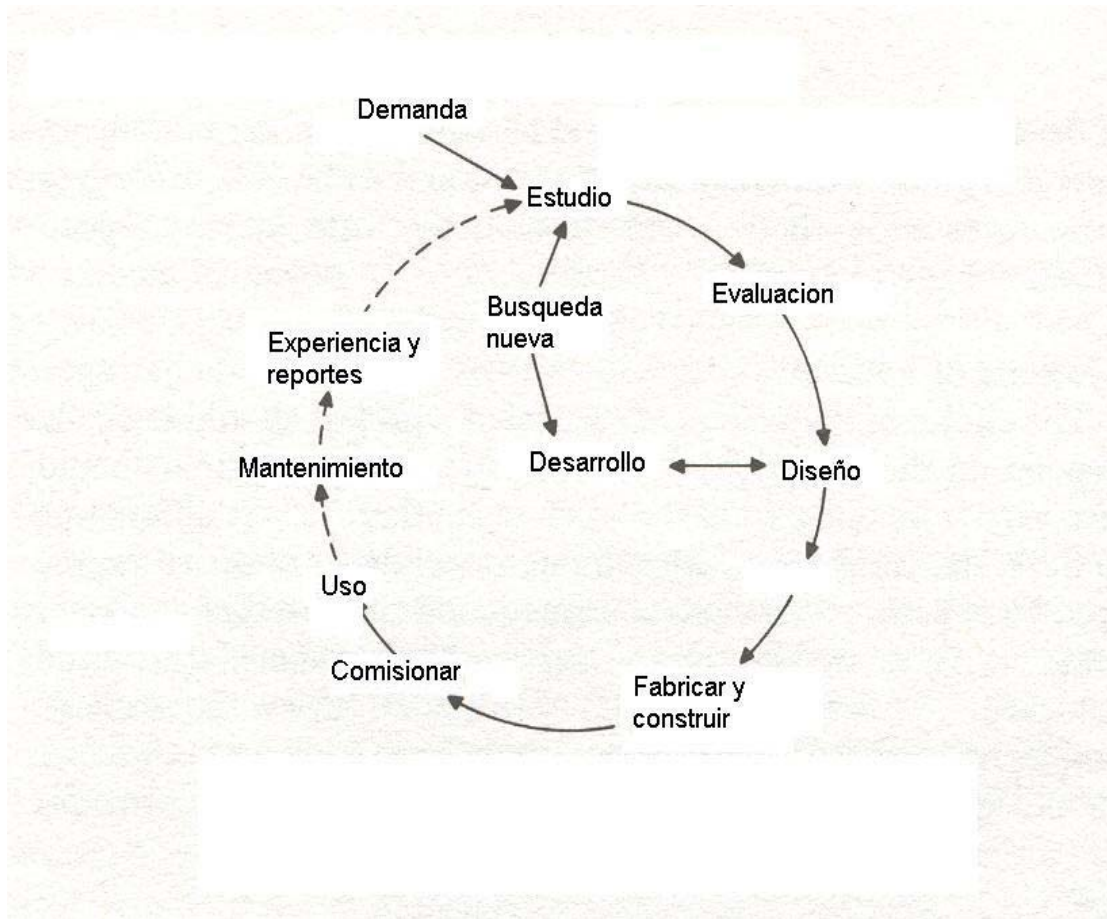 Demanda
Estudio
Evaluacion
Busqueda
nueva
Experiencia y
reportes
Desarrollo
Diseño
Mantenimiento
Uso
Comisionar
Fabricar y
construir